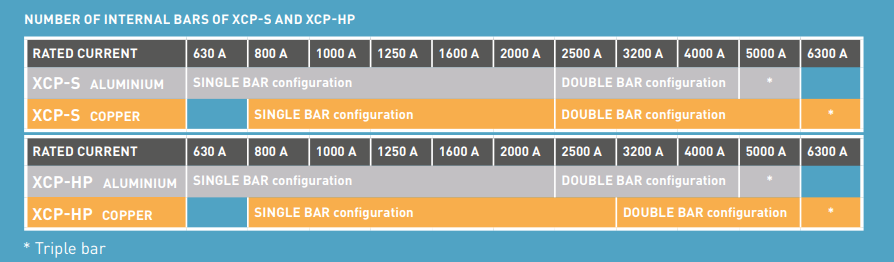 NUMBER OF INTERNAL BARS OF XCP-S AND XCP-HP
RATED CURRENT 630 A 800 A 1000 A 1250 A 1600 A 2000 A 2500 A 3200 A 4000 A 5000 A 6300 A
XCP-S ALUMINIUM SINGLE BAR configuration DOUBLE BAR configuration *
XCP-S COPPER SINGLE BAR configuration DOUBLE BAR configuration *
RATED CURRENT 630 A 800 A 1000 A 1250 A 1600 A 2000 A 2500 A 3200 A 4000 A 5000 A 6300 A
XCP-HP ALUMINIUM SINGLE BAR configuration DOUBLE BAR configuration *
XCP-HP COPPER SINGLE BAR configuration DOUBLE BAR configuration *
* Triple bar